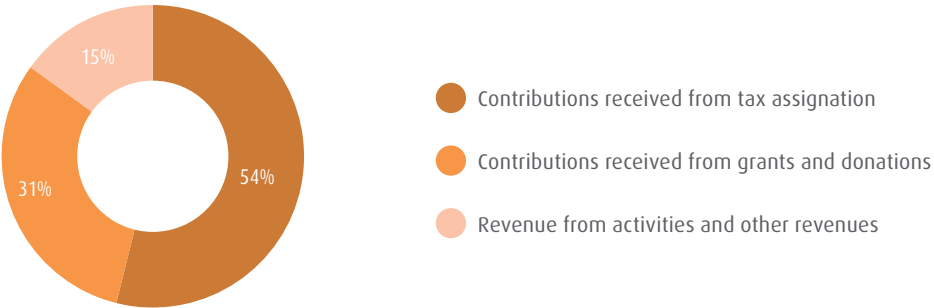 15%
31%
54%
Contributions received from tax assignation
Contributions received from grants and donations
Revenue from activities and other revenues